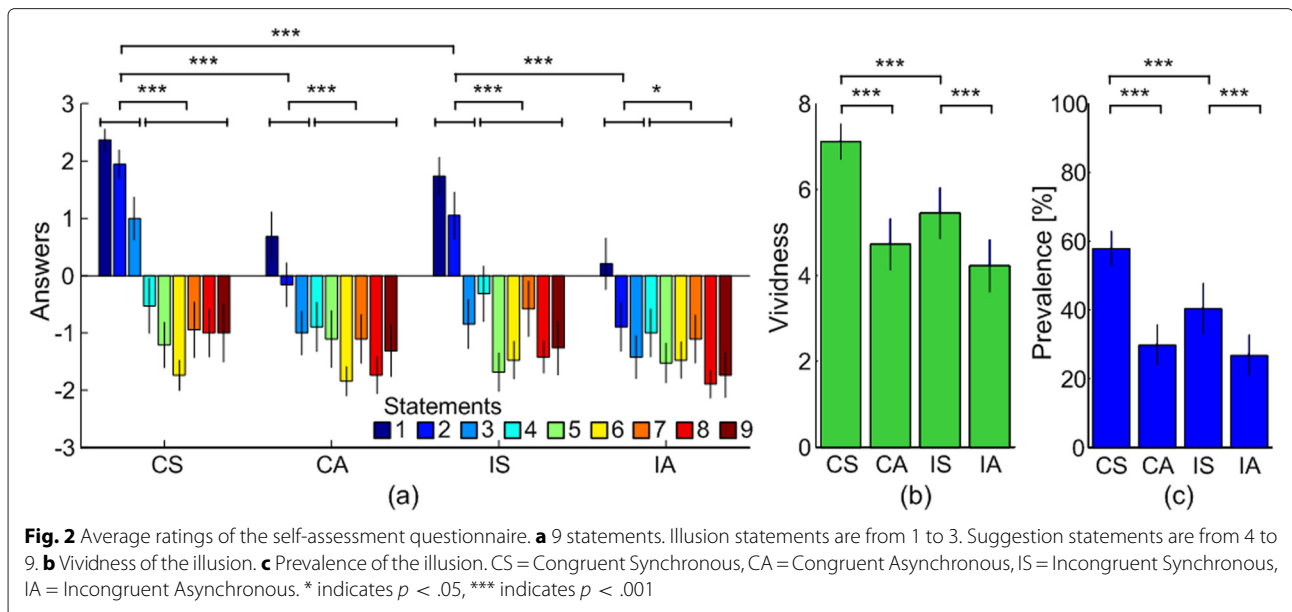 ***
*** ***
*** *** *** *
3
2
1
0
-1
-2
-3
Answers
Statements
1 2 3 4 5 6 7 8 9
CS CA IS IA
(a)
***
*** ***
8
6
4
2
0
Vividness
CS CA IS IA
(b)
***
*** ***
100
80
60
40
20
0
Prevalence [%]
CS CA IS IA
(c)
Fig. 2 Average ratings of the self-assessment questionnaire. a 9 statements. Illusion statements are from 1 to 3. Suggestion statements are from 4 to
9. b Vividness of the illusion. c Prevalence of the illusion. CS = Congruent Synchronous, CA = Congruent Asynchronous, IS = Incongruent Synchronous,
IA = Incongruent Asynchronous. * indicates p < .05, *** indicates p < .001